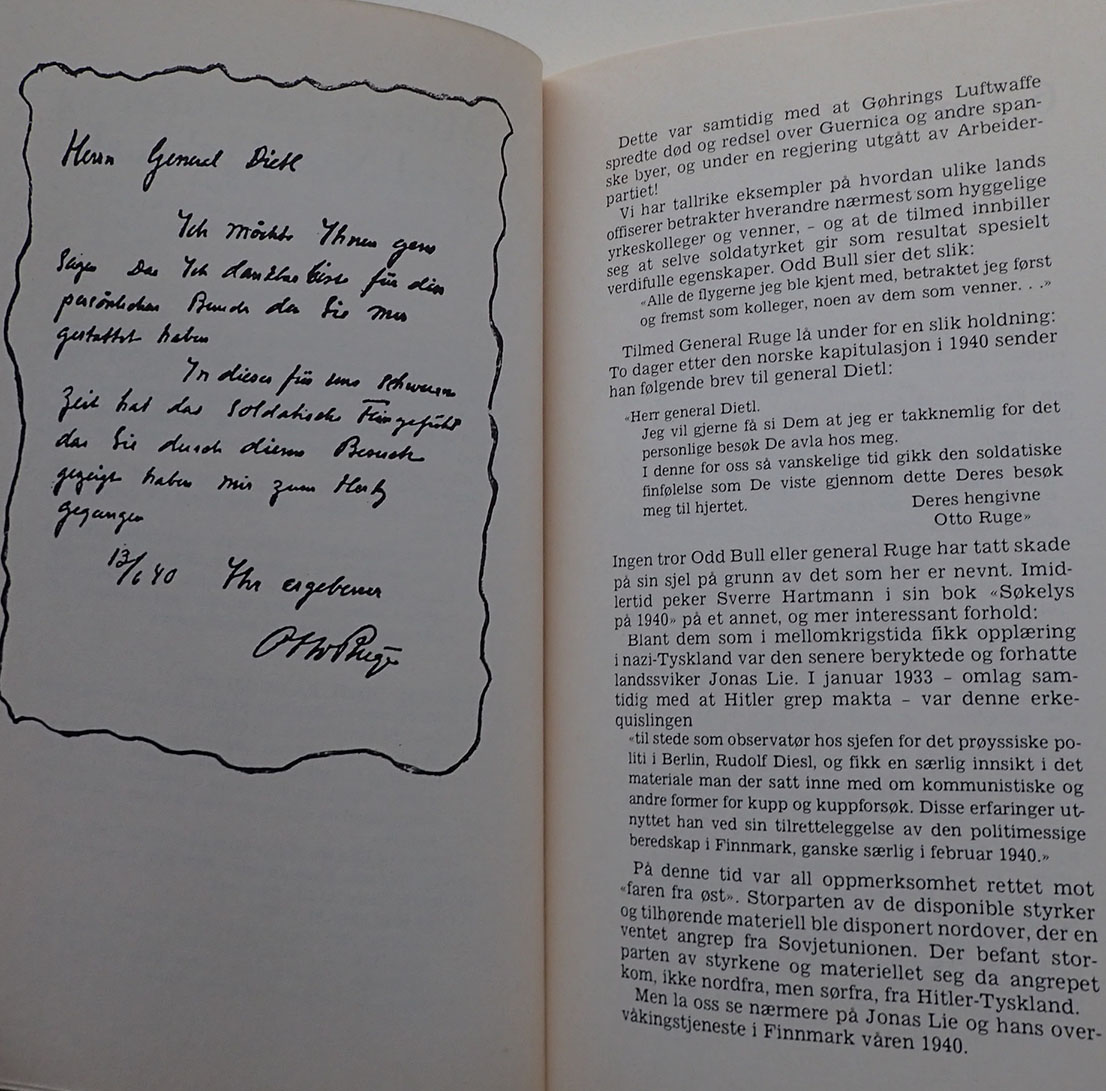 Herrn General Dietl
Ich möchte Ihnen gern
sagen Das Ich dankbar bin für den
persönlichen Besuch den Sie mir
gestattet haben
In dieser für uns schweren
Zeit hat das soldatische Feingefühl
das Sie durch diesen Besuch
gezeigt haben mir zum Hertz
gegangen
13/6 40 Ihr ergebener
Otto Ruge
Dette var samtidig med at Gøhrings Luftwaffe
spredte død og redsel over Guernica og andre span-
ske byer, og under en regjering utgått av Arbeider-
partiet!
Vi har tallrike eksempler på hvordan ulike lands
offiserer betrakter hverandre nærmest som hyggelige
yrkeskolleger og venner, – og at de tilmed innbiller
seg at selve soldatyrket gir som resultat spesielt
verdifulle egenskaper. Odd Bull sier det slik:
«Alle de flygerne jeg ble kjent med, betraktet jeg først
og fremst som kolleger, noen av dem som venner. . .»
Tilmed General Ruge lå under for en slik holdning:
To dager etter den norske kapitulasjon i 1940 sender
han følgende brev til general Dietl:
«Herr general Dietl.
Jeg vil gjerne få si Dem at jeg er takknemlig for det
personlige besøk De avla hos meg.
I denne for oss så vanskelige tid gikk den soldatiske
finfølelse som De viste gjennom dette Deres besøk
meg til hjertet.
Deres hengivne
Otto Ruge»
Ingen tror Odd Bull eller general Ruge har tatt skade
på sin sjel på grunn av det som her er nevnt. Imid-
lertid peker Sverre Hartmann i sin bok «Søkelys
på 1940» på et annet, og mer interessant forhold:
Blant dem som i mellomkrigstida fikk opplæring
i nazi-Tyskland var den senere beryktede og forhatte
landssviker Jonas Lie. I januar 1933 – omlag sam-
tidig med at Hitler grep makta – var denne erke-
quislingen
«til stede som observatør hos sjefen for det prøyssiske po-
liti i Berlin, Rudolf Diesl, og fikk en særlig innsikt i det
materiale man der satt inne med om kommunistiske og
andre former for kupp og kuppforsøk. Disse erfaringer ut-
nyttet han ved sin tilretteleggelse av den politimessige
beredskap i Finnmark, ganske særlig i februar 1940.»
På denne tid var all oppmerksomhet rettet mot
«faren fra øst». Storparten av de disponible styrker
og tilhørende materiell ble disponert nordover, der en
ventet angrep fra Sovjetunionen. Der befant stor-
parten av styrkene og materiellet seg da angrepet
kom, ikke nordfra, men sørfra, fra Hitler-Tyskland.
Men la oss se nærmere på Jonas Lie og hans over-
våkingstjeneste i Finnmark våren 1940.